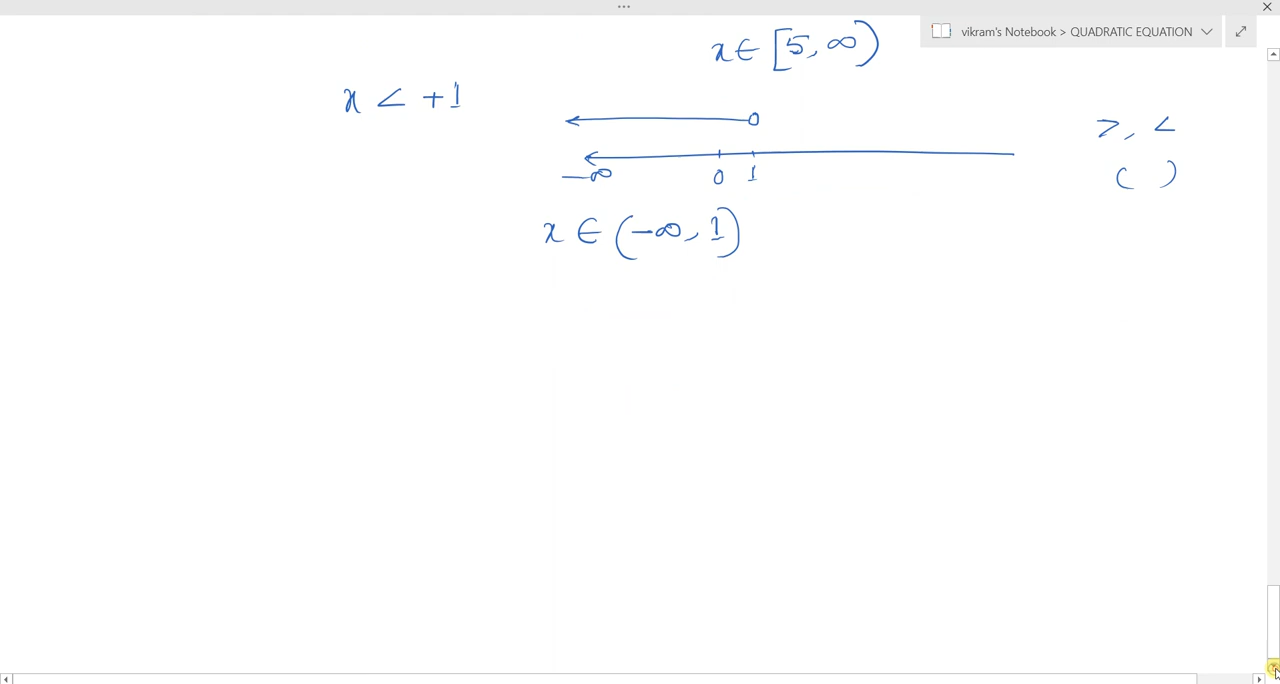 vikram's Notebook > QUADRATIC EQUATION
x ∈ [5, ∞)
x < +1
>, <
( )
-∞ 0 1
x ∈ (-∞, 1)